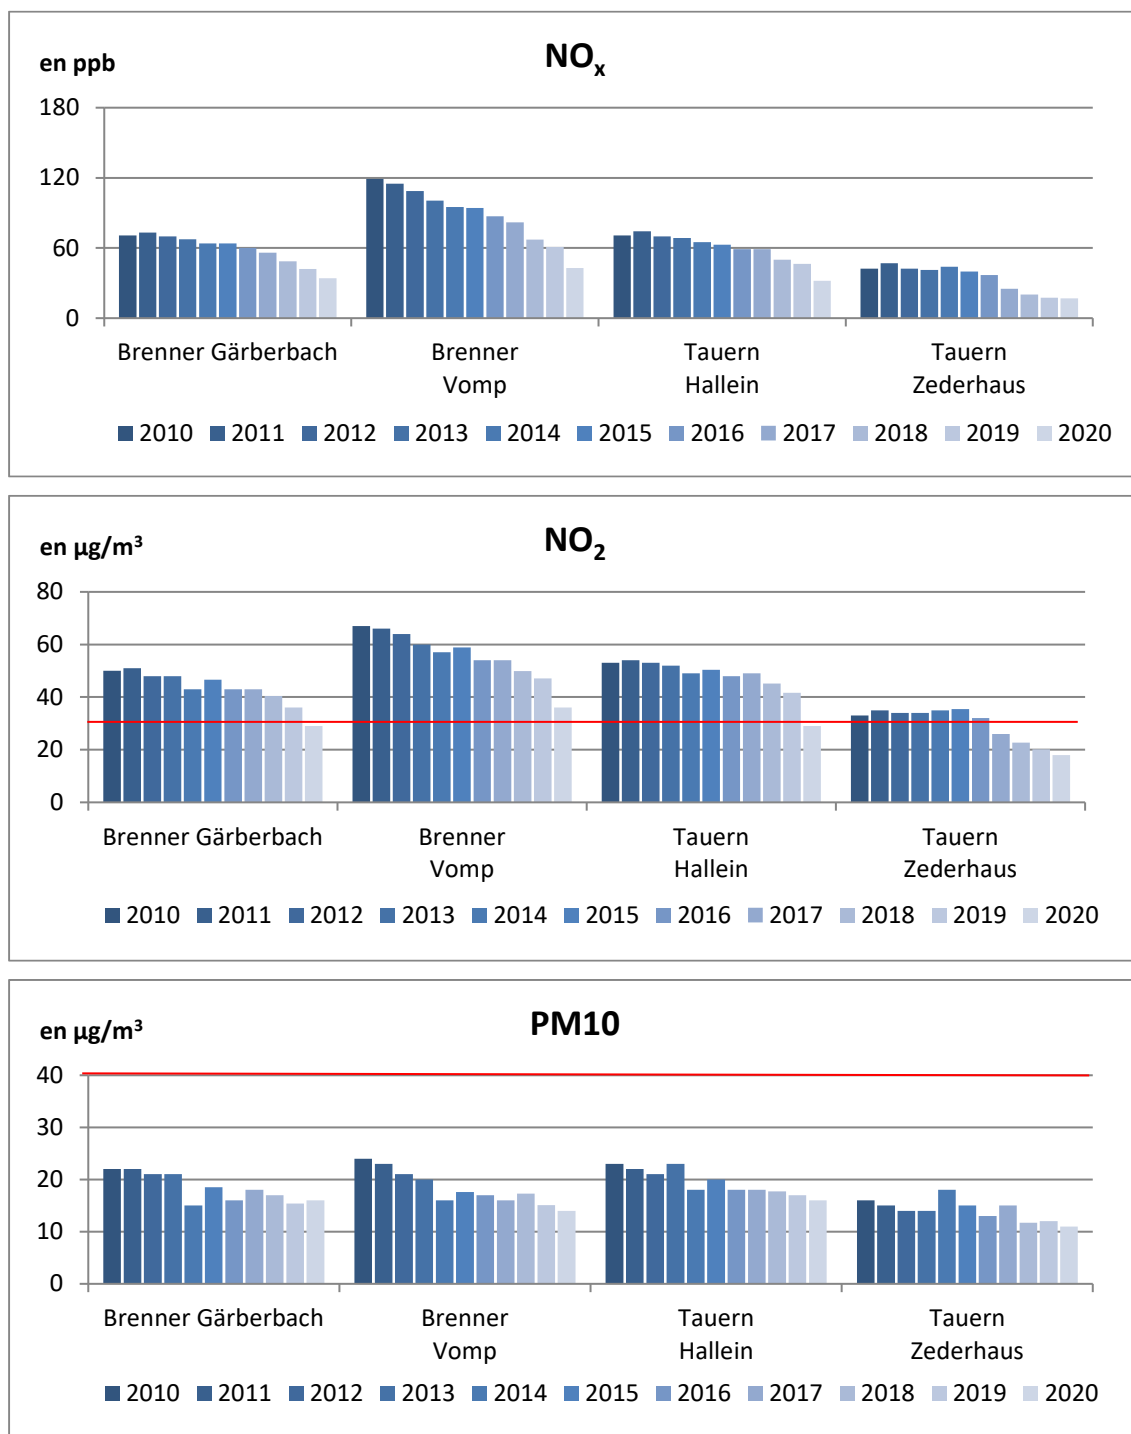 NOx
en ppb
180
120
60
0
Brenner Gärberbach
Brenner
Vomp
Tauern
Hallein
Tauern
Zederhaus
2010 2011 2012 2013 2014 2015 2016 2017 2018 2019 2020
NO2
en µg/m³
80
60
40
20
0
Brenner Gärberbach
Brenner
Vomp
Tauern
Hallein
Tauern
Zederhaus
2010 2011 2012 2013 2014 2015 2016 2017 2018 2019 2020
PM10
en µg/m³
40
30
20
10
0
Brenner Gärberbach
Brenner
Vomp
Tauern
Hallein
Tauern
Zederhaus
2010 2011 2012 2013 2014 2015 2016 2017 2018 2019 2020